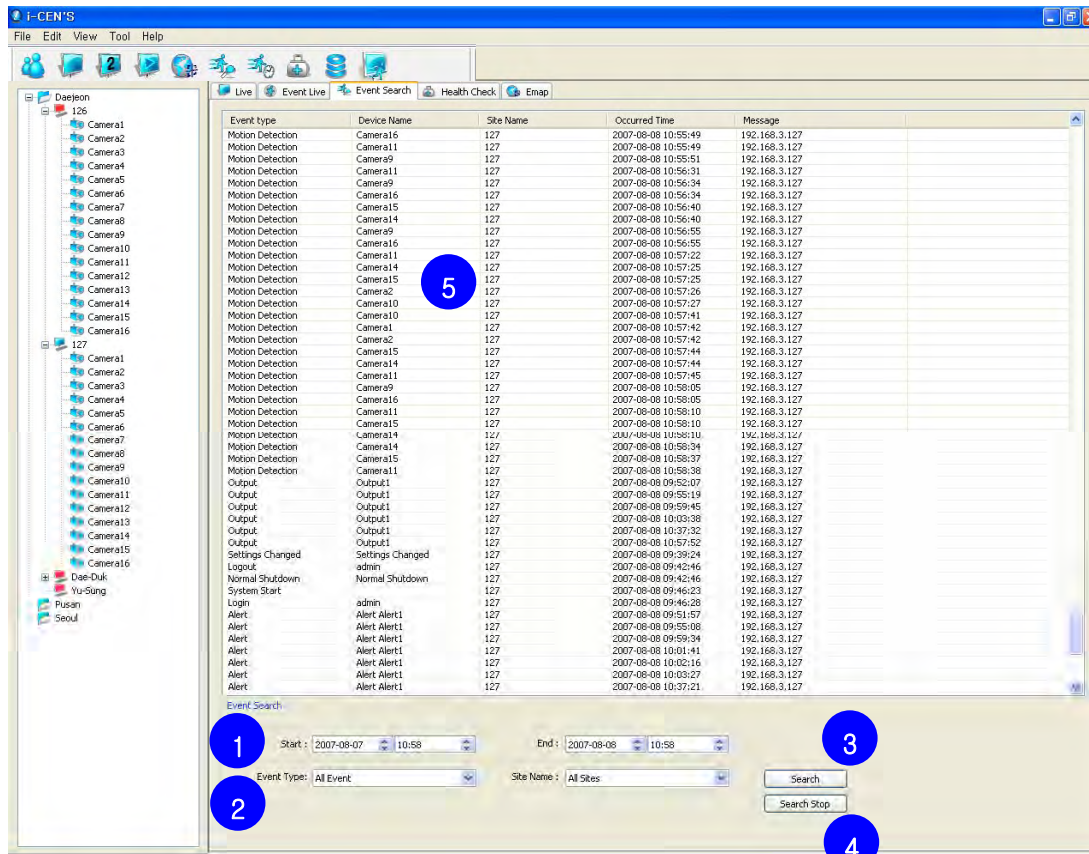 i-CEN'S
File Edit View Tool Help
2
Live Event Live Event Search Health Check Emap
Daejeon
126
Camera1
Camera2
Camera3
Camera4
Camera5
Camera6
Camera7
Camera8
Camera9
Camera10
Camera11
Camera12
Camera13
Camera14
Camera15
Camera16
127
Camera1
Camera2
Camera3
Camera4
Camera5
Camera6
Camera7
Camera8
Camera9
Camera10
Camera11
Camera12
Camera13
Camera14
Camera15
Camera16
Dae-Duk
Yu-Sung
Pusan
Seoul
Event type Device Name Site Name Occurred Time Message
Motion Detection Camera16 127 2007-08-08 10:55:49 192.168.3.127
Motion Detection Camera11 127 2007-08-08 10:55:49 192.168.3.127
Motion Detection Camera9 127 2007-08-08 10:55:51 192.168.3.127
Motion Detection Camera11 127 2007-08-08 10:56:31 192.168.3.127
Motion Detection Camera9 127 2007-08-08 10:56:34 192.168.3.127
Motion Detection Camera16 127 2007-08-08 10:56:34 192.168.3.127
Motion Detection Camera15 127 2007-08-08 10:56:40 192.168.3.127
Motion Detection Camera14 127 2007-08-08 10:56:40 192.168.3.127
Motion Detection Camera9 127 2007-08-08 10:56:55 192.168.3.127
Motion Detection Camera16 127 2007-08-08 10:56:55 192.168.3.127
Motion Detection Camera11 127 2007-08-08 10:57:22 192.168.3.127
Motion Detection Camera14 127 2007-08-08 10:57:25 192.168.3.127
Motion Detection Camera15 127 2007-08-08 10:57:25 192.168.3.127
Motion Detection Camera2 127 2007-08-08 10:57:26 192.168.3.127
Motion Detection Camera10 127 2007-08-08 10:57:27 192.168.3.127
Motion Detection Camera10 127 2007-08-08 10:57:41 192.168.3.127
Motion Detection Camera1 127 2007-08-08 10:57:42 192.168.3.127
Motion Detection Camera2 127 2007-08-08 10:57:42 192.168.3.127
Motion Detection Camera15 127 2007-08-08 10:57:44 192.168.3.127
Motion Detection Camera14 127 2007-08-08 10:57:44 192.168.3.127
Motion Detection Camera11 127 2007-08-08 10:57:45 192.168.3.127
Motion Detection Camera9 127 2007-08-08 10:58:05 192.168.3.127
Motion Detection Camera16 127 2007-08-08 10:58:05 192.168.3.127
Motion Detection Camera11 127 2007-08-08 10:58:10 192.168.3.127
Motion Detection Camera15 127 2007-08-08 10:58:10 192.168.3.127
Motion Detection Camera14 127 2007-08-08 10:58:10 192.168.3.127
Motion Detection Camera14 127 2007-08-08 10:58:34 192.168.3.127
Motion Detection Camera15 127 2007-08-08 10:58:37 192.168.3.127
Motion Detection Camera11 127 2007-08-08 10:58:38 192.168.3.127
Output Output1 127 2007-08-08 09:52:07 192.168.3.127
Output Output1 127 2007-08-08 09:55:19 192.168.3.127
Output Output1 127 2007-08-08 09:59:45 192.168.3.127
Output Output1 127 2007-08-08 10:03:38 192.168.3.127
Output Output1 127 2007-08-08 10:37:32 192.168.3.127
Output Output1 127 2007-08-08 10:57:52 192.168.3.127
Settings Changed Settings Changed 127 2007-08-08 09:39:24 192.168.3.127
Logout admin 127 2007-08-08 09:42:46 192.168.3.127
Normal Shutdown Normal Shutdown 127 2007-08-08 09:42:46 192.168.3.127
System Start 127 2007-08-08 09:46:23 192.168.3.127
Login admin 127 2007-08-08 09:46:28 192.168.3.127
Alert Alert Alert1 127 2007-08-08 09:51:57 192.168.3.127
Alert Alert Alert1 127 2007-08-08 09:55:08 192.168.3.127
Alert Alert Alert1 127 2007-08-08 09:59:34 192.168.3.127
Alert Alert Alert1 127 2007-08-08 10:01:41 192.168.3.127
Alert Alert Alert1 127 2007-08-08 10:02:16 192.168.3.127
Alert Alert Alert1 127 2007-08-08 10:03:27 192.168.3.127
Alert Alert Alert1 127 2007-08-08 10:37:21 192.168.3.127
5
Event Search
1 Start : 2007-08-07 10:58 End : 2007-08-08 10:58 3
Event Type: All Event Site Name : All Sites Search
2 Search Stop
4